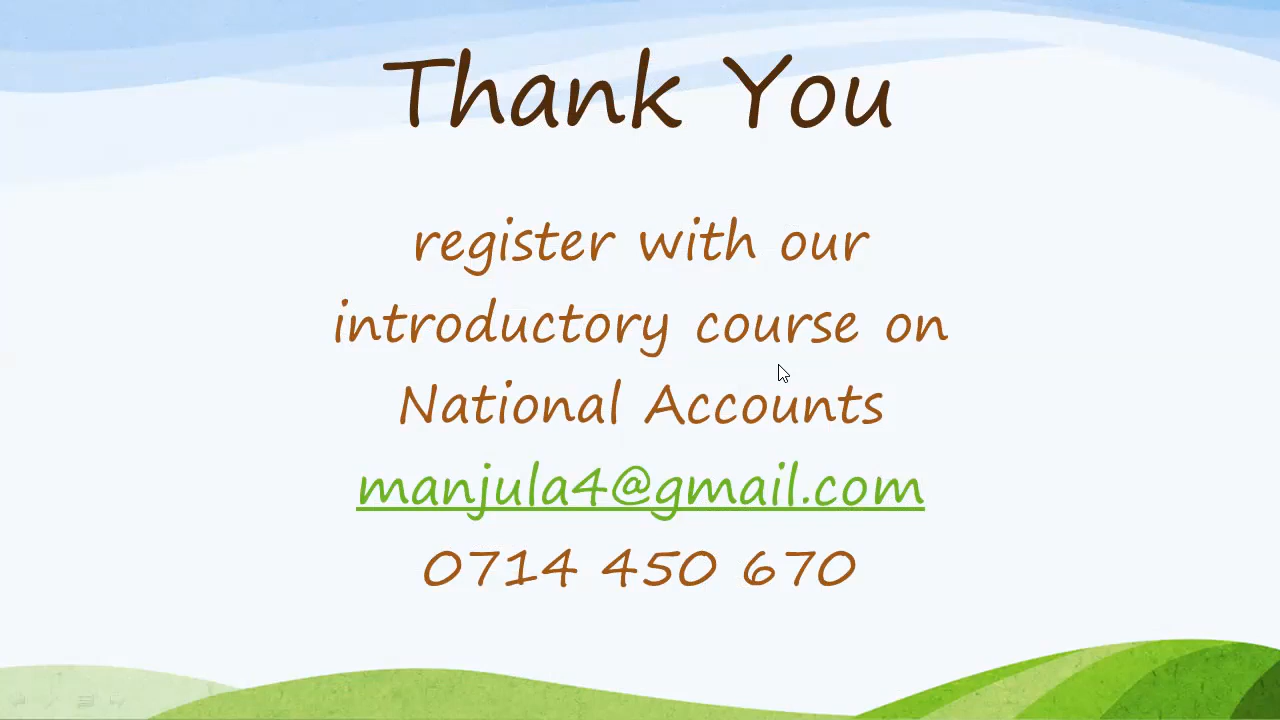 Thank You
register with our
introductory course on
National Accounts
manjula4@gmail.com
0714 450 670